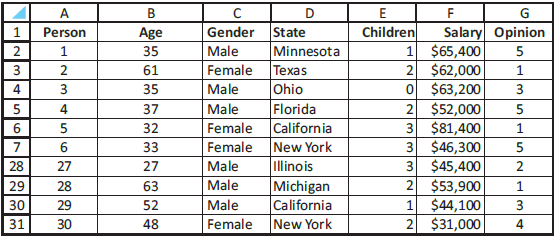 A B C D E F G
1 Person Age Gender State Children Salary Opinion
2 1 35 Male Minnesota 1 $65,400 5
3 2 61 Female Texas 2 $62,000 1
4 3 35 Male Ohio 0 $63,200 3
5 4 37 Male Florida 2 $52,000 5
6 5 32 Female California 3 $81,400 1
7 6 33 Female New York 3 $46,300 5
28 27 27 Male Illinois 3 $45,400 2
29 28 63 Male Michigan 2 $53,900 1
30 29 52 Male California 1 $44,100 3
31 30 48 Female New York 2 $31,000 4